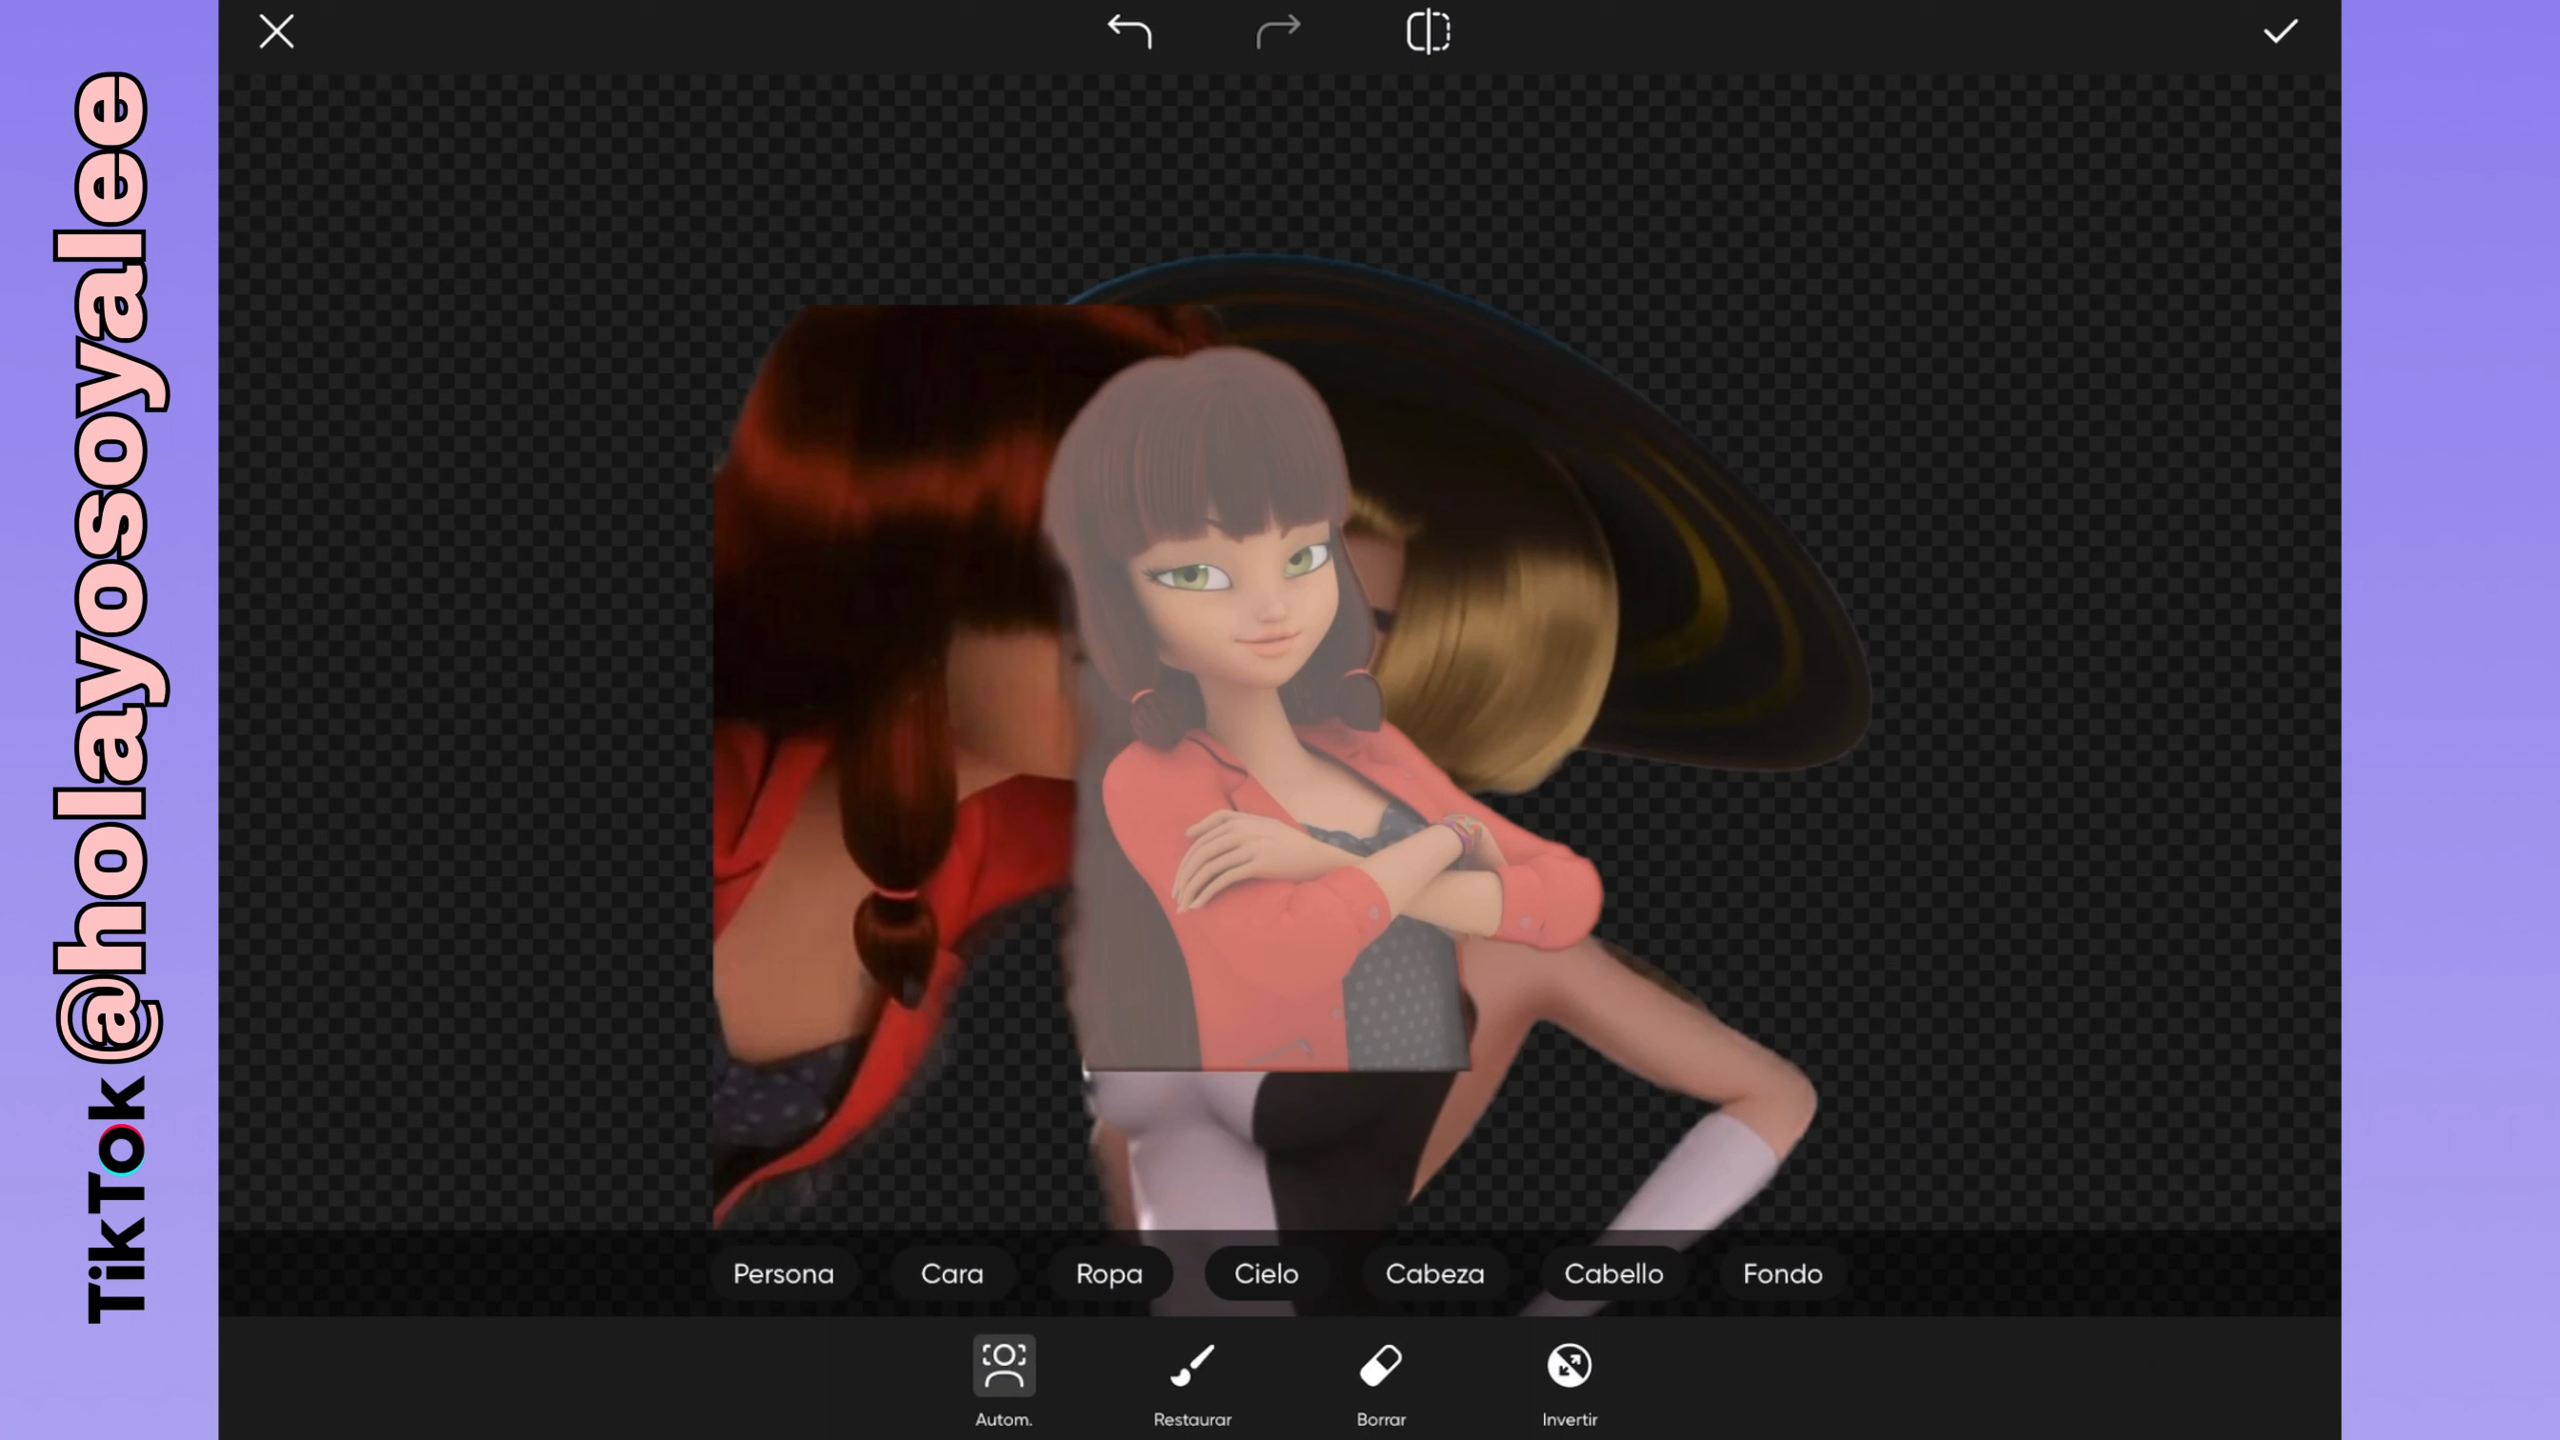 TikTok @holayosoyalee
Persona
Cara
Ropa
Cielo
Cabeza
Cabello
Fondo
Autom.
Restaurar
Borrar
Invertir